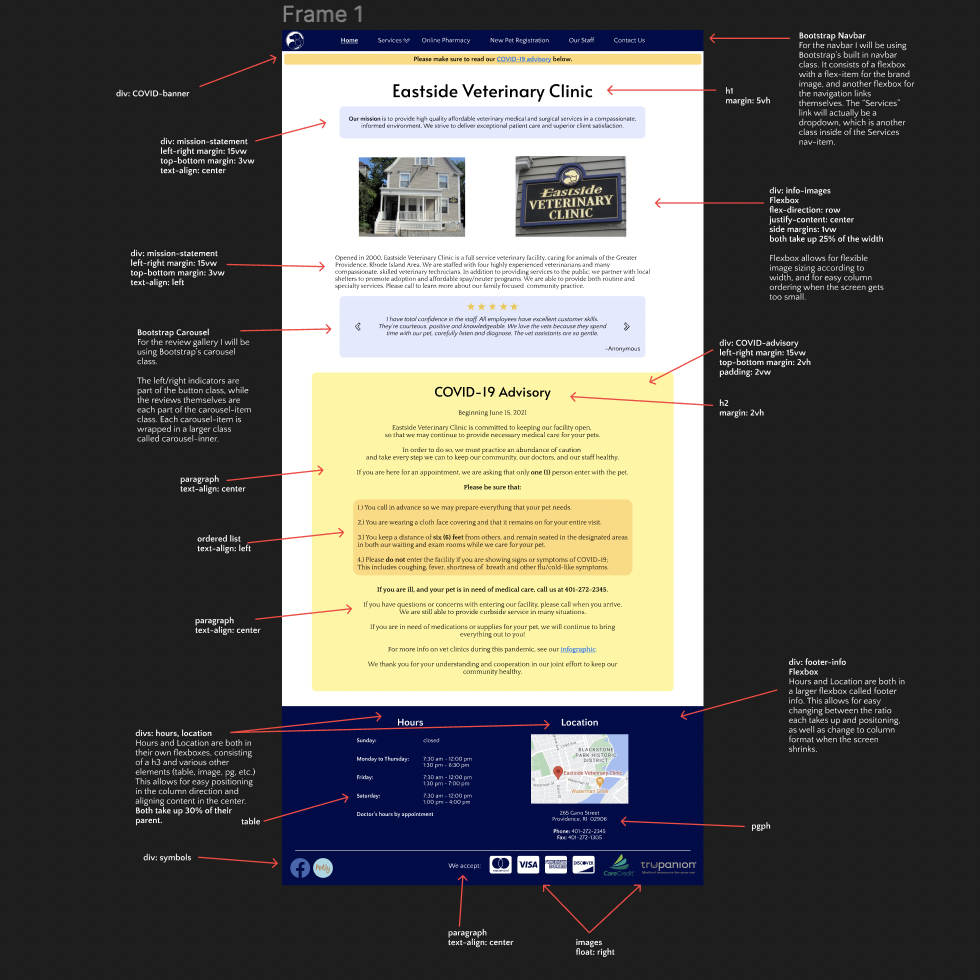 Frame 1
Home
Services
Online Pharmacy
New Pet Registration
Our Staff
Contact Us
Please make sure to read our COVID-19 advisory below.
Eastside Veterinary Clinic
Our mission is to provide high quality affordable veterinary medical and surgical services in a compassionate,
informed environment. We strive to deliver exceptional patient care and superior client satisfaction.
Eastside
VETERINARY
CLINIC
Opened in 2000, Eastside Veterinary Clinic is a full service veterinary facility, caring for animals of the Greater
Providence, Rhode Island Area. We are staffed with four highly experienced veterinarians and many
compassionate, skilled veterinary technicians. In addition to providing services to the public, we partner with local
shelters to promote affordable spay/neuter programs. We are able to provide both routine and
specialty services. Please call to learn more about our family focused community practice.
I have total confidence in the staff. All employees have excellent customer skills.
They're courteous, positive and knowledgeable. We love the vets because they spend
time with our pet, carefully listen and diagnose. The vet assistants are so gentle.
~Anonymous
COVID-19 Advisory
Beginning June 15, 2021
Eastside Veterinary Clinic is committed to keeping our facility open,
so that we may continue to provide necessary medical care for your pets.
In order to do so, we must practice an abundance of caution
and take every step we can to keep our community, our doctors, and our staff healthy.
If you are here for an appointment, we are asking that only one (1) person enter with the pet.
Please be sure that:
1.) You call in advance so we may prepare everything that your pet needs.
2.) You are wearing a cloth face covering and that it remains on for your entire visit.
3.) You keep a distance of six (6) feet from others, and remain seated in the designated areas
in both our waiting and exam rooms while we care for your pet.
4.) Please do not enter the facility if you are showing signs or symptoms of COVID-19;
This includes coughing, fever, shortness of breath and other flu/cold-like symptoms.
If you are ill, and your pet is in need of medical care, call us at 401-272-2345.
If you have questions or concerns with entering our facility, please call when you arrive.
We are still able to provide curbside service in many situations.
If you are in need of medications or supplies for your pet, we will continue to bring
everything out to you!
For more info on vet clinics during this pandemic, see our infographic.
We thank you for your understanding and cooperation in our joint effort to keep our
community healthy.
Hours
Sunday: closed
Monday to Thursday: 7:30 am - 12:00 pm
1:30 pm - 6:30 pm
Friday: 7:30 am - 12:00 pm
1:30 pm - 7:00 pm
Saturday: 7:30 am - 12:00 pm
1:00 pm - 4:00 pm
Doctor's hours by appointment
Location
BLACKSTONE
PARK HISTORIC
DISTRICT
Eastside Veterinary Clinic
Waterman Grille
265 Gano Street
Providence, RI 02906
Phone: 401-272-2345
Fax: 401-272-1305
We accept:
VISA
DISCOVER
CareCredit
trupanion
div: COVID-banner
div: mission-statement
left-right margin: 15vw
top-bottom margin: 3vw
text-align: center
div: mission-statement
left-right margin: 15vw
top-bottom margin: 3vw
text-align: left
Bootstrap Carousel
For the review gallery I will be
using Bootstrap's carousel
class.
The left/right indicators are
part of the button class, while
the reviews themselves are
each part of the carousel-item
class. Each carousel-item is
wrapped in a larger class
called carousel-inner.
paragraph
text-align: center
ordered list
text-align: left
paragraph
text-align: center
divs: hours, location
Hours and Location are both in
their own flexboxes, consisting
of a h3 and various other
elements (table, image, pg, etc.)
This allows for easy positioning
in the column direction and
aligning content in the center.
Both take up 30% of their
parent.
table
div: symbols
paragraph
text-align: center
images
float: right
Bootstrap Navbar
For the navbar I will be using
Bootstrap's built in navbar
class. It consists of a flexbox
with a flex-item for the brand
image, and another flexbox for
the navigation links
themselves. The "Services"
link will actually be a
dropdown, which is another
class inside of the Services
nav-item.
h1
margin: 5vh
div: info-images
Flexbox
flex-direction: row
justify-content: center
side margins: 1vw
both take up 25% of the width
Flexbox allows for flexible
image sizing according to
width, and for easy column
ordering when the screen gets
too small.
div: COVID-advisory
left-right margin: 15vw
top-bottom margin: 2vh
padding: 2vw
h2
margin: 2vh
div: footer-info
Flexbox
Hours and Location are both in
a larger flexbox called footer
info. This allows for easy
changing between the ratio
each takes up and positoning,
as well as change to column
format when the screen
shrinks.
pgph